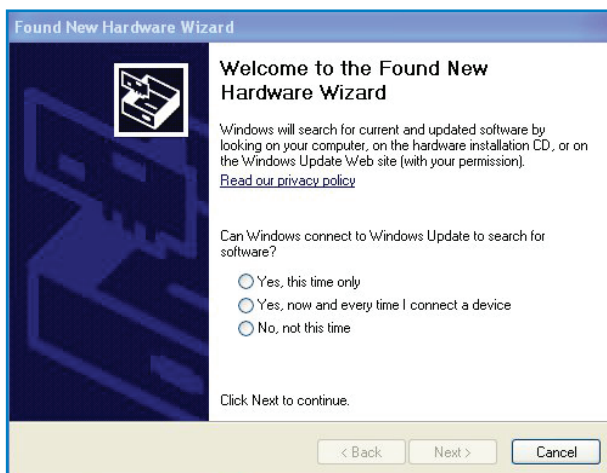 Found New Hardware Wizard
Welcome to the Found New
Hardware Wizard
Windows will search for current and updated software by
looking on your computer, on the hardware installation CD, or on
the Windows Update Web site (with your permission).
Read our privacy policy
Can Windows connect to Windows Update to search for
software?
Yes, this time only
Yes, now and every time I connect a device
No, not this time
Click Next to continue.
< Back Next > Cancel